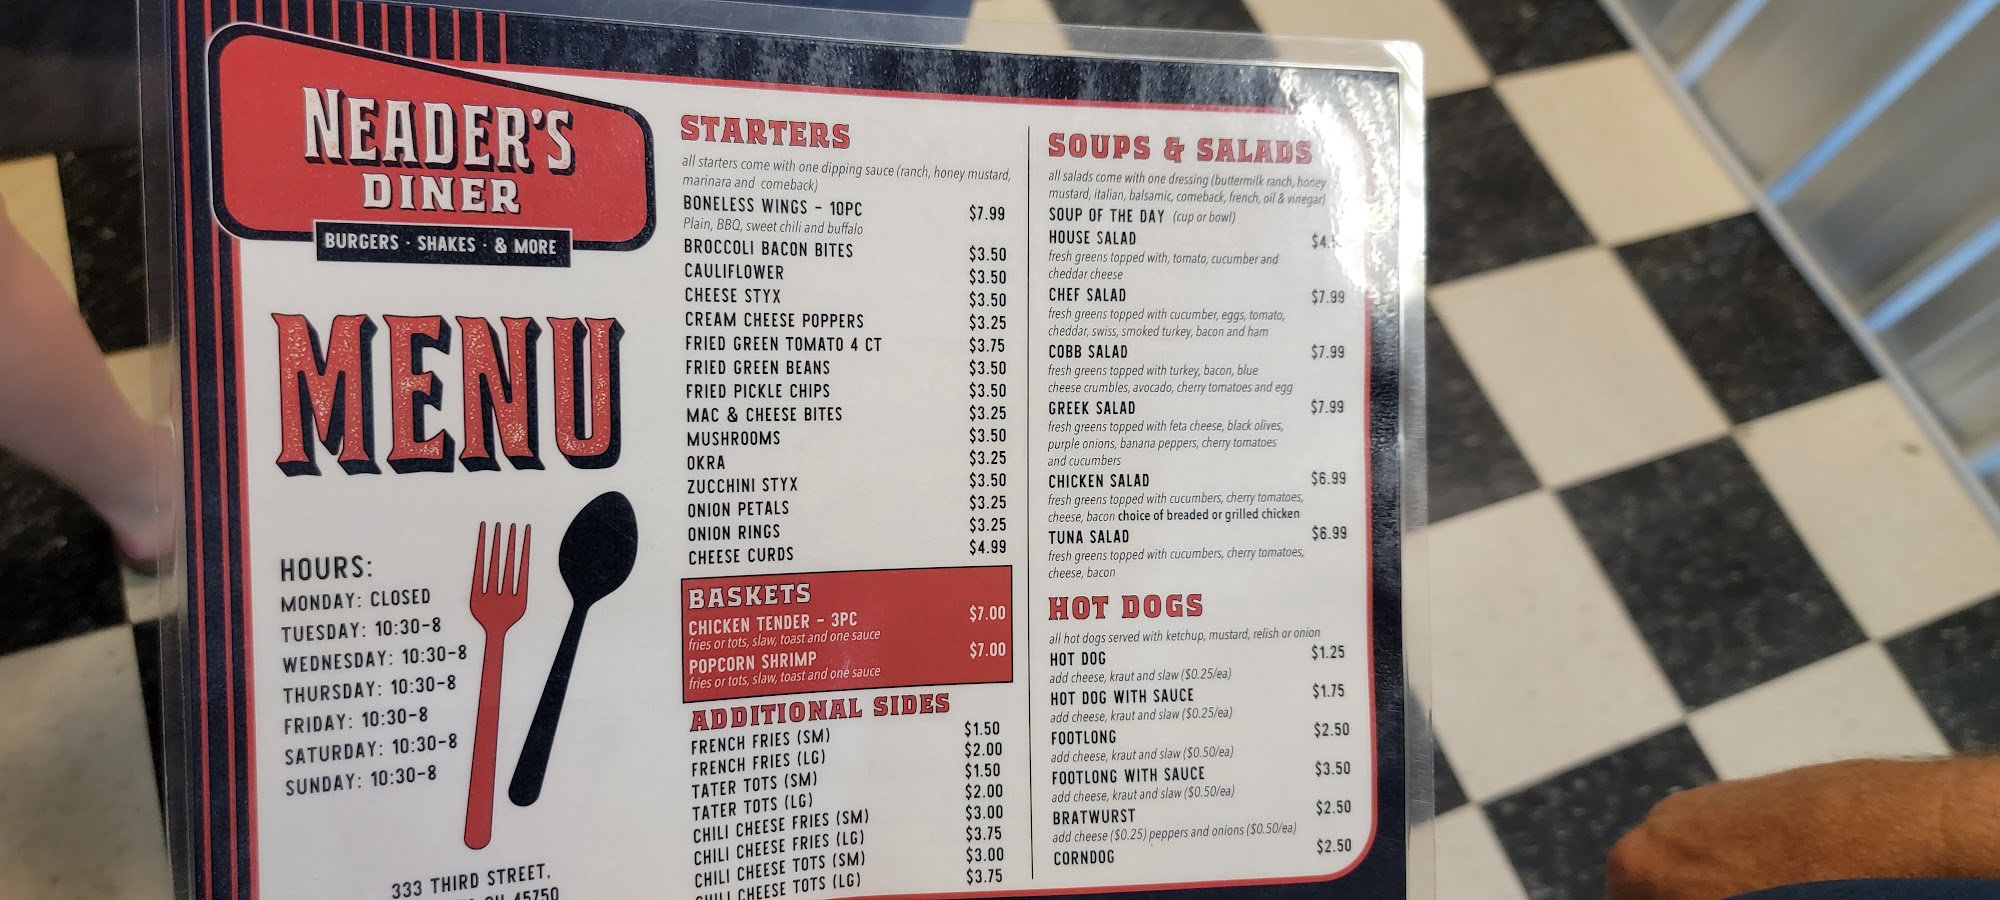 NEADER'S
DINER
BURGERS · SHAKES · & MORE
MENU
HOURS:
MONDAY: CLOSED
TUESDAY: 10:30-8
WEDNESDAY: 10:30-8
THURSDAY: 10:30-8
FRIDAY: 10:30-8
SATURDAY: 10:30-8
SUNDAY: 10:30-8
333 THIRD STREET,
OH 45750
STARTERS
all starters come with one dipping sauce (ranch, honey mustard,
marinara and comeback)
BONELESS WINGS - 10PC $7.99
Plain, BBQ, sweet chili and buffalo
BROCCOLI BACON BITES $3.50
CAULIFLOWER $3.50
CHEESE STYX $3.50
CREAM CHEESE POPPERS $3.25
FRIED GREEN TOMATO 4 CT $3.75
FRIED GREEN BEANS $3.50
FRIED PICKLE CHIPS $3.50
MAC & CHEESE BITES $3.25
MUSHROOMS $3.50
OKRA $3.25
ZUCCHINI STYX $3.50
ONION PETALS $3.25
ONION RINGS $3.25
CHEESE CURDS $4.99
BASKETS
CHICKEN TENDER - 3PC $7.00
fries or tots, slaw, toast and one sauce
POPCORN SHRIMP $7.00
fries or tots, slaw, toast and one sauce
ADDITIONAL SIDES
FRENCH FRIES (SM) $1.50
FRENCH FRIES (LG) $2.00
TATER TOTS (SM) $1.50
TATER TOTS (LG) $2.00
CHILI CHEESE FRIES (SM) $3.00
CHILI CHEESE FRIES (LG) $3.75
CHILI CHEESE TOTS (SM) $3.00
CHILI CHEESE TOTS (LG) $3.75
SOUPS & SALADS
all salads come with one dressing (buttermilk ranch, honey
mustard, italian, balsamic, comeback, french, oil & vinegar)
SOUP OF THE DAY (cup or bowl)
HOUSE SALAD
fresh greens topped with, tomato, cucumber and
cheddar cheese
CHEF SALAD $7.99
fresh greens topped with cucumber, eggs, tomato,
cheddar, swiss, smoked turkey, bacon and ham
COBB SALAD $7.99
fresh greens topped with turkey, bacon, blue
cheese crumbles, avocado, cherry tomatoes and egg
GREEK SALAD $7.99
fresh greens topped with feta cheese, black olives,
purple onions, banana peppers, cherry tomatoes
and cucumbers
CHICKEN SALAD $6.99
fresh greens topped with cucumbers, cherry tomatoes,
cheese, bacon choice of breaded or grilled chicken
TUNA SALAD $6.99
fresh greens topped with cucumbers, cherry tomatoes,
cheese, bacon
HOT DOGS
all hot dogs served with ketchup, mustard, relish or onion
HOT DOG $1.25
add cheese, kraut and slaw ($0.25/ea)
HOT DOG WITH SAUCE $1.75
add cheese, kraut and slaw ($0.25/ea)
FOOTLONG $2.50
add cheese, kraut and slaw ($0.50/ea)
FOOTLONG WITH SAUCE $3.50
add cheese, kraut and slaw ($0.50/ea)
BRATWURST $2.50
add cheese ($0.25) peppers and onions ($0.50/ea)
CORNDOG $2.50